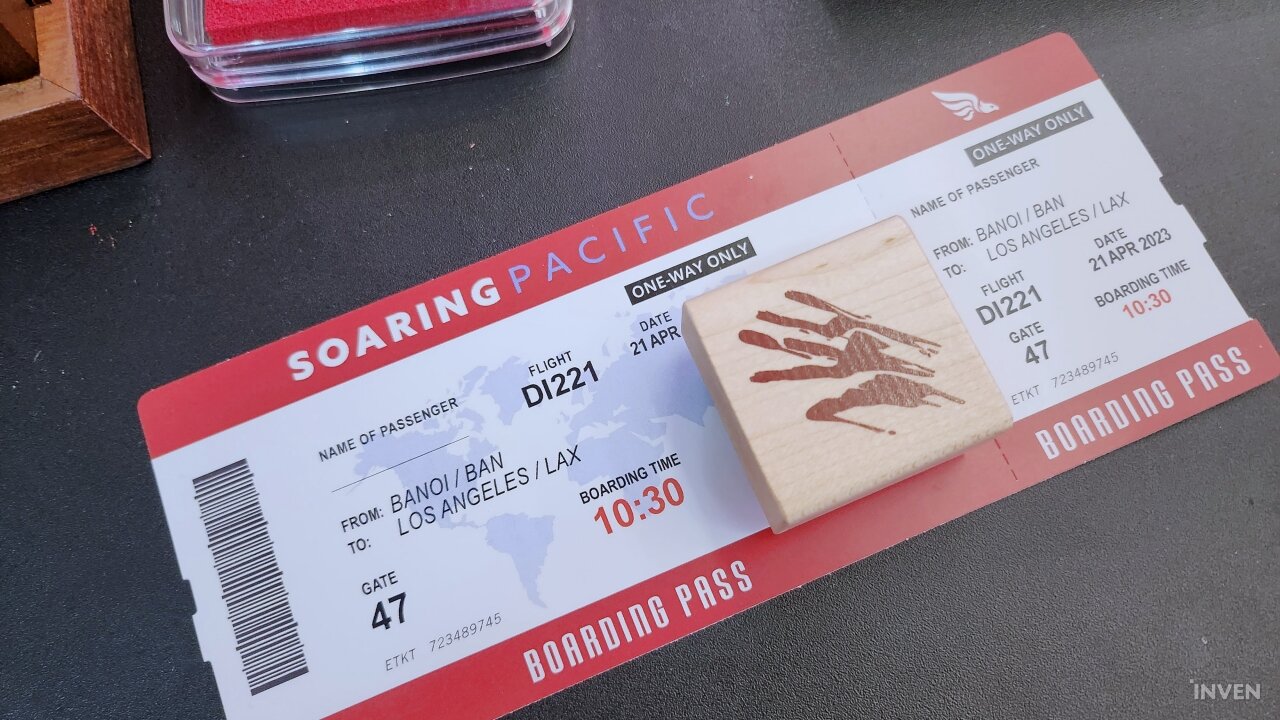 SOARING PACIFIC
ONE-WAY ONLY
NAME OF PASSENGER
FLIGHT
DI221
DATE
21 APR
FROM: BANOI / BAN
TO: LOS ANGELES / LAX
BOARDING TIME
10:30
GATE
47
ETKT 723489745
BOARDING PASS
ONE-WAY ONLY
NAME OF PASSENGER
FROM: BANOI / BAN
TO: LOS ANGELES / LAX
FLIGHT
DI221
DATE
21 APR 2023
GATE
47
BOARDING TIME
10:30
ETKT 723489745
BOARDING PASS
INVEN